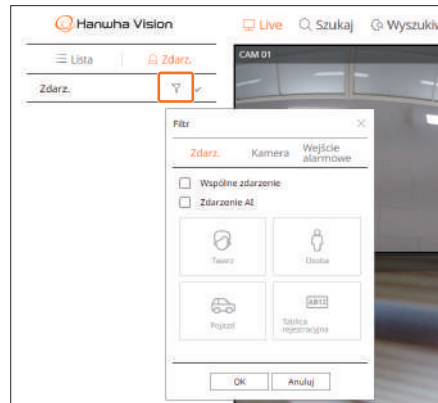 Hanwha Vision
Live
Szukaj
Wyszukiw
Lista
Zdarz.
CAM 01
Zdarz.
Filtr
Zdarz.
Kamera
Wejście
alarmowe
Wspólne zdarzenie
Zdarzenie AI
Twarz
Osoba
Pojazd
AB12
Tablica
rejestracyjna
OK
Anuluj